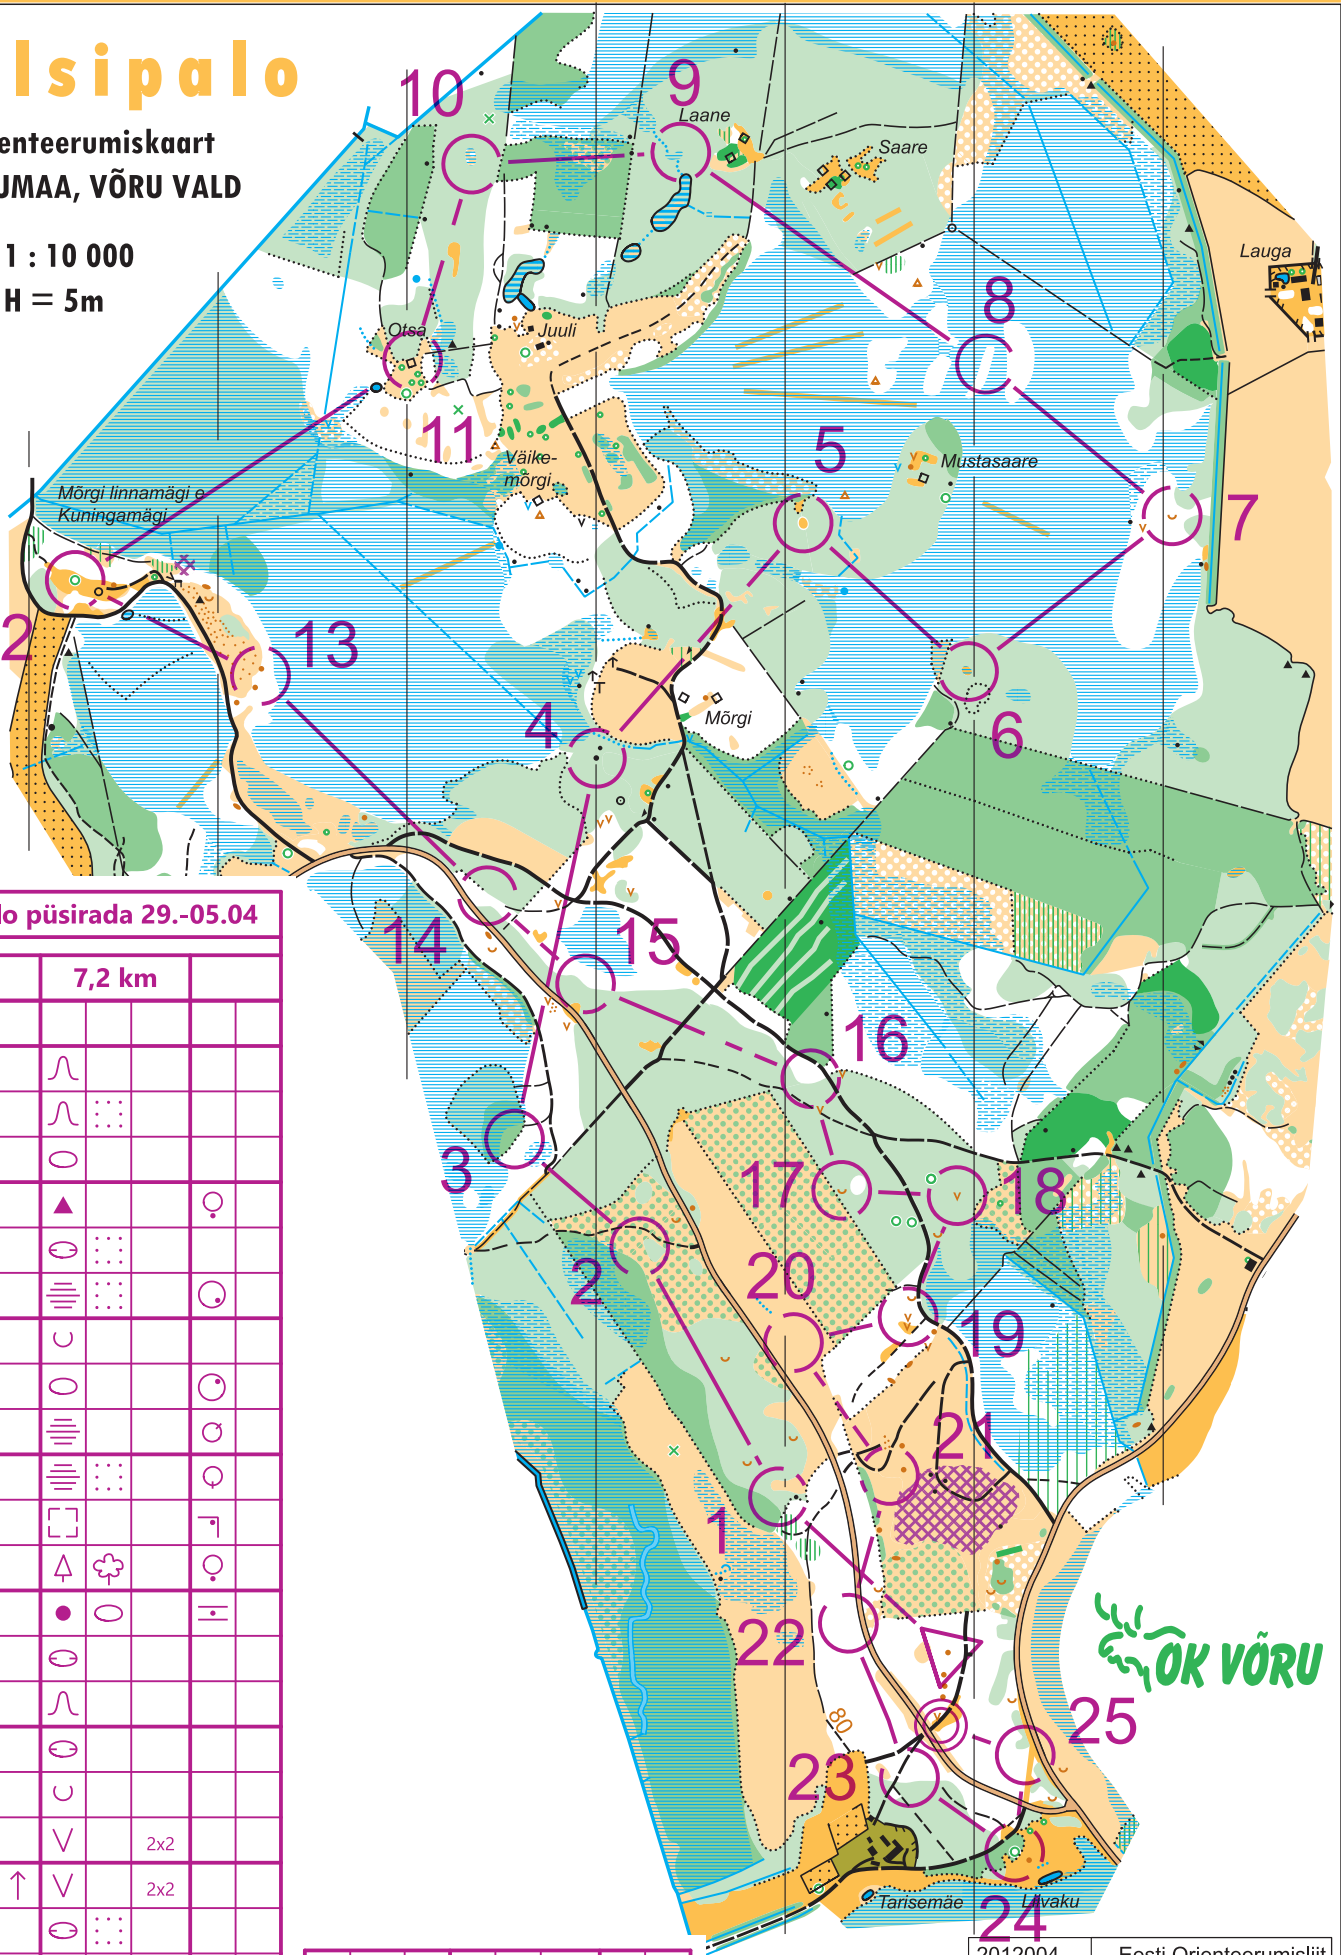 lsipalo
enteerumiskaart
UMAA, VÕRU VALD
1 : 10 000
H = 5m
10
9
Laane
Saare
Lauga
8
Otsa
Juuli
11
5
Väike-
mõrgi
Mustasaare
7
Mõrgi linnamägi e
Kuningamägi
2
13
4
Mõrgi
6
14
15
16
lo püsirada 29.-05.04
7,2 km
3
17
18
2
20
19
21
1
22
OK VÕRU
80
25
23
2x2
2x2
Tarisemäe
Liivaku
24
2012004
Eesti Orienteerumisliit